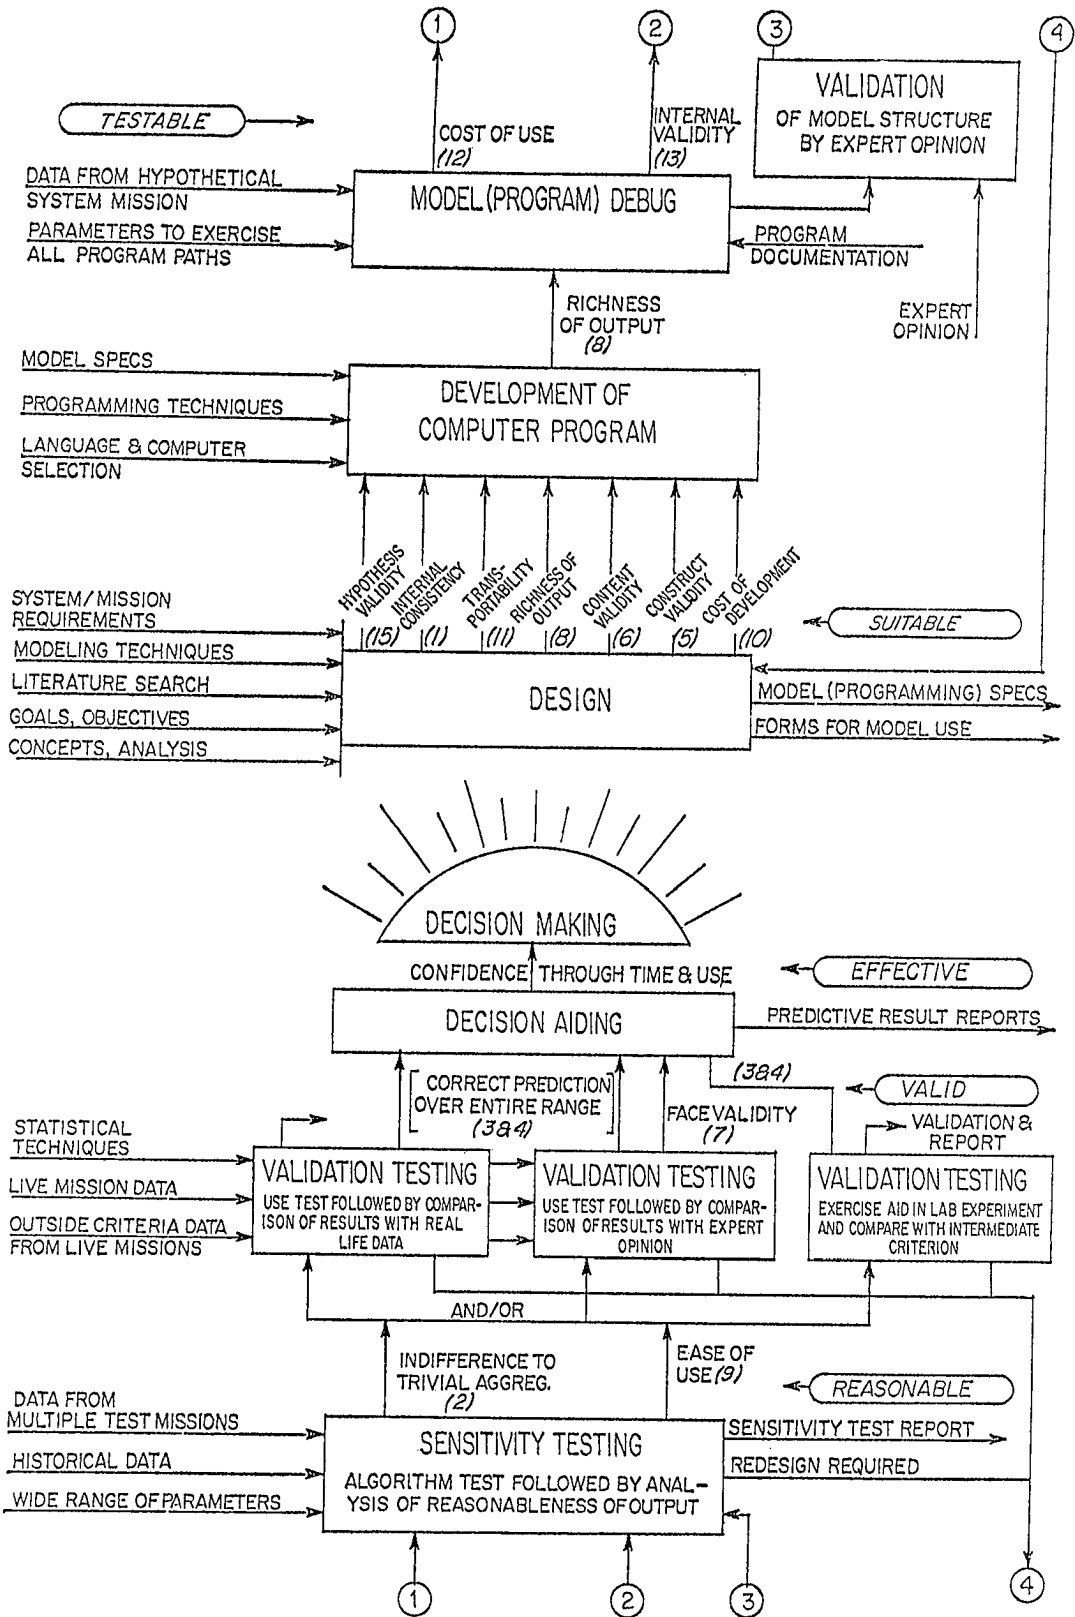 1
2
3
4
TESTABLE
COST OF USE
(12)
INTERNAL
VALIDITY
(13)
VALIDATION
OF MODEL STRUCTURE
BY EXPERT OPINION
DATA FROM HYPOTHETICAL
SYSTEM MISSION
PARAMETERS TO EXERCISE
ALL PROGRAM PATHS
MODEL (PROGRAM) DEBUG
PROGRAM
DOCUMENTATION
EXPERT
OPINION
RICHNESS
OF OUTPUT
(8)
MODEL SPECS
PROGRAMMING TECHNIQUES
LANGUAGE & COMPUTER
SELECTION
DEVELOPMENT OF
COMPUTER PROGRAM
HYPOTHESIS
VALIDITY
(15)
INTERNAL
CONSISTENCY
(1)
TRANS-
PORTABILITY
(11)
RICHNESS OF
OUTPUT
(8)
CONTENT
VALIDITY
(6)
CONSTRUCT
VALIDITY
(5)
COST OF
DEVELOPMENT
(10)
SUITABLE
SYSTEM/MISSION
REQUIREMENTS
MODELING TECHNIQUES
LITERATURE SEARCH
GOALS, OBJECTIVES
CONCEPTS, ANALYSIS
DESIGN
MODEL (PROGRAMMING) SPECS
FORMS FOR MODEL USE
DECISION MAKING
CONFIDENCE THROUGH TIME & USE
EFFECTIVE
DECISION AIDING
PREDICTIVE RESULT REPORTS
CORRECT PREDICTION
OVER ENTIRE RANGE
(3&4)
FACE VALIDITY
(7)
(3&4)
VALID
VALIDATION &
REPORT
STATISTICAL
TECHNIQUES
LIVE MISSION DATA
OUTSIDE CRITERIA DATA
FROM LIVE MISSIONS
VALIDATION TESTING
USE TEST FOLLOWED BY COMPAR-
ISON OF RESULTS WITH REAL
LIFE DATA
VALIDATION TESTING
USE TEST FOLLOWED BY COMPAR-
ISON OF RESULTS WITH EXPERT
OPINION
VALIDATION TESTING
EXERCISE AID IN LAB EXPERIMENT
AND COMPARE WITH INTERMEDIATE
CRITERION
AND/OR
INDIFFERENCE TO
TRIVIAL AGGREG.
(2)
EASE OF
USE (9)
REASONABLE
DATA FROM
MULTIPLE TEST MISSIONS
HISTORICAL DATA
WIDE RANGE OF PARAMETERS
SENSITIVITY TESTING
ALGORITHM TEST FOLLOWED BY ANAL-
YSIS OF REASONABLENESS OF OUTPUT
SENSITIVITY TEST REPORT
REDESIGN REQUIRED
1
2
3
4